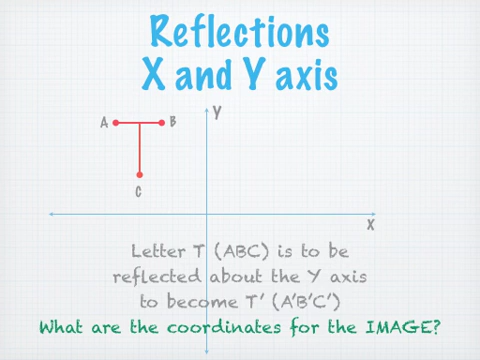 Reflections
X and Y axis
Y
A
B
C
X
Letter T (ABC) is to be
reflected about the Y axis
to become T' (A'B'C')
What are the coordinates for the IMAGE?